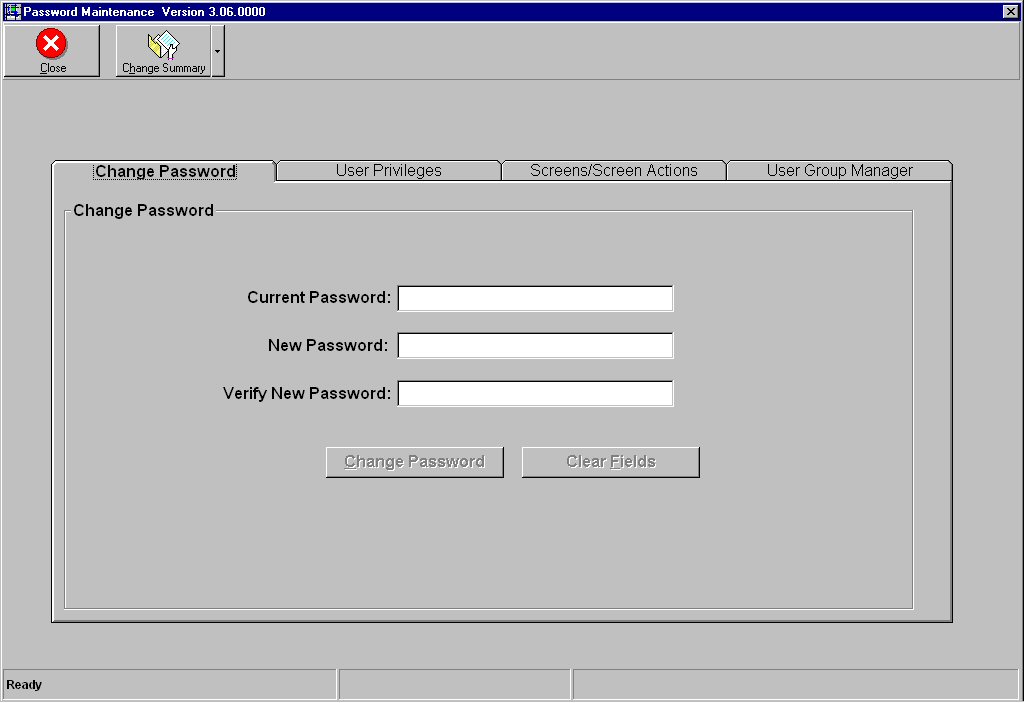 Password Maintenance Version 3.06.0000
Close
Change Summary
Change Password
User Privileges
Screens/Screen Actions
User Group Manager
Change Password
Current Password:
New Password:
Verify New Password:
Change Password
Clear Fields
Ready